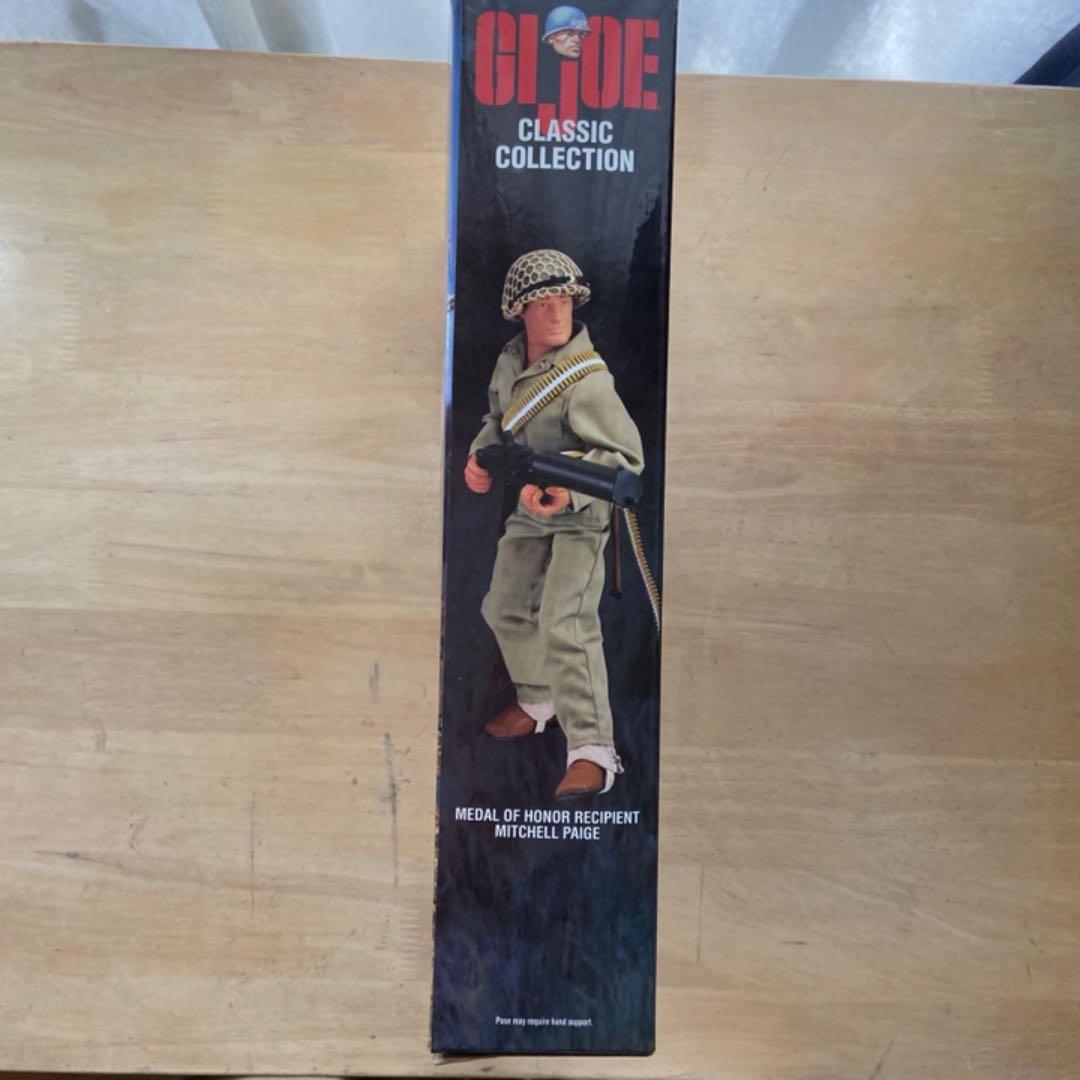 GI JOE
CLASSIC
COLLECTION
MEDAL OF HONOR RECIPIENT
MITCHELL PAIGE
Pose may require hand support.